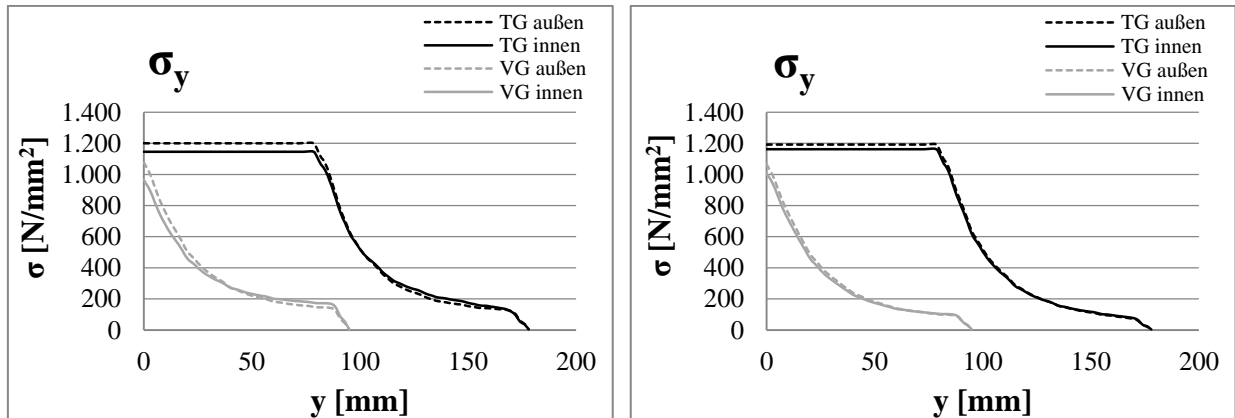 TG außen
TG innen
VG außen
VG innen
σy
1.400
1.200
1.000
800
600
400
200
0
σ [N/mm²]
0 50 100 150 200
y [mm]
TG außen
TG innen
VG außen
VG innen
σy
1.400
1.200
1.000
800
600
400
200
0
σ [N/mm²]
0 50 100 150 200
y [mm]